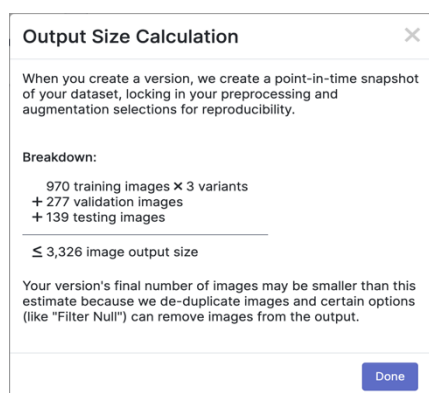 Output Size Calculation
When you create a version, we create a point-in-time snapshot
of your dataset, locking in your preprocessing and
augmentation selections for reproducibility.
Breakdown:
970 training images × 3 variants
+ 277 validation images
+ 139 testing images
≤ 3,326 image output size
Your version's final number of images may be smaller than this
estimate because we de-duplicate images and certain options
(like "Filter Null") can remove images from the output.
Done